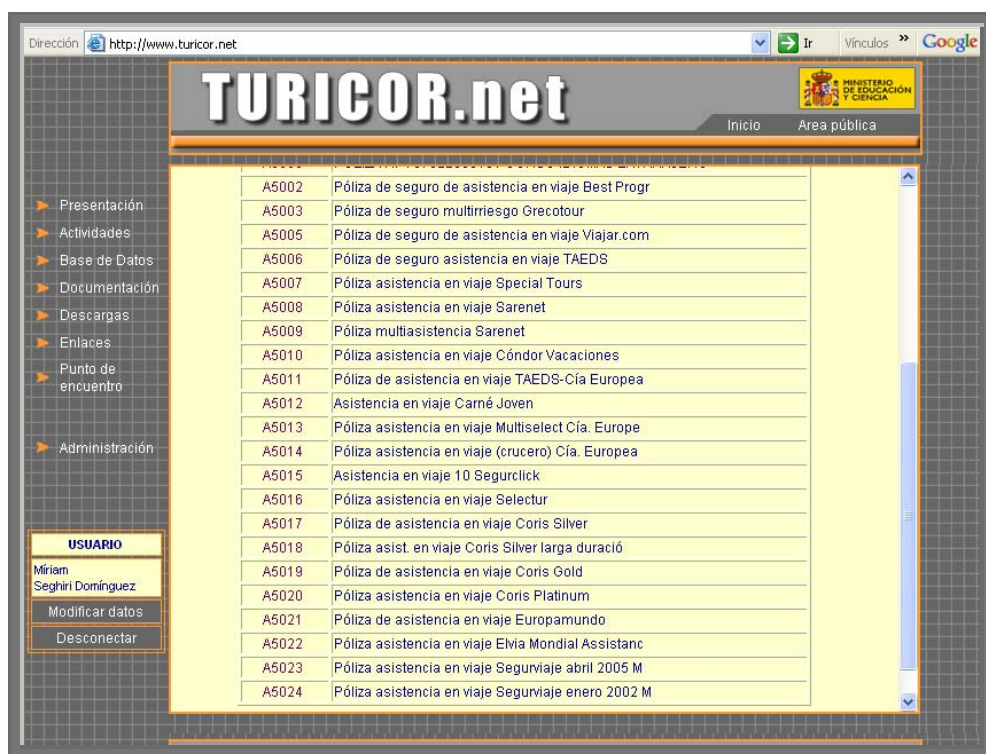 Dirección http://www.turicor.net Ir Vínculos » Google
TURICOR.net
MINISTERIO
DE EDUCACIÓN
Y CIENCIA
Inicio Area pública
Presentación
Actividades
Base de Datos
Documentación
Descargas
Enlaces
Punto de
encuentro
Administración
USUARIO
Míriam
Seghiri Domínguez
Modificar datos
Desconectar
A5002 Póliza de seguro de asistencia en viaje Best Progr
A5003 Póliza de seguro multirriesgo Grecotour
A5005 Póliza de seguro de asistencia en viaje Viajar.com
A5006 Póliza de seguro asistencia en viaje TAEDS
A5007 Póliza asistencia en viaje Special Tours
A5008 Póliza asistencia en viaje Sarenet
A5009 Póliza multiasistencia Sarenet
A5010 Póliza asistencia en viaje Cóndor Vacaciones
A5011 Póliza de asistencia en viaje TAEDS-Cía Europea
A5012 Asistencia en viaje Carné Joven
A5013 Póliza asistencia en viaje Multiselect Cía. Europe
A5014 Póliza asistencia en viaje (crucero) Cía. Europea
A5015 Asistencia en viaje 10 Segurclick
A5016 Póliza asistencia en viaje Selectur
A5017 Póliza de asistencia en viaje Coris Silver
A5018 Póliza asist. en viaje Coris Silver larga duració
A5019 Póliza de asistencia en viaje Coris Gold
A5020 Póliza asistencia en viaje Coris Platinum
A5021 Póliza de asistencia en viaje Europamundo
A5022 Póliza asistencia en viaje Elvia Mondial Assistanc
A5023 Póliza asistencia en viaje Segurviaje abril 2005 M
A5024 Póliza asistencia en viaje Segurviaje enero 2002 M